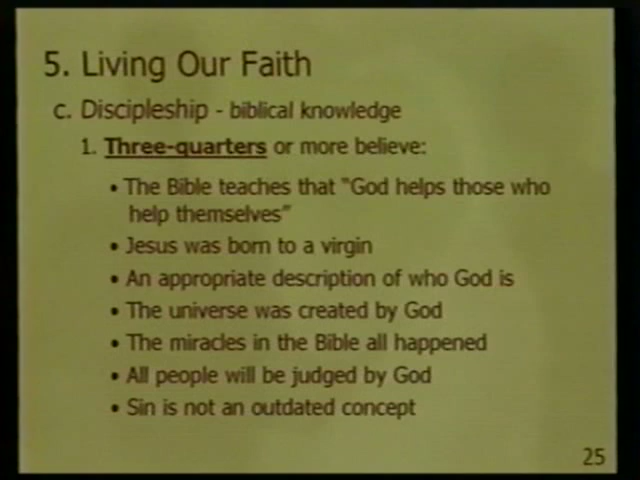 5. Living Our Faith
c. Discipleship - biblical knowledge
1. Three-quarters or more believe:
• The Bible teaches that "God helps those who
help themselves"
• Jesus was born to a virgin
• An appropriate description of who God is
• The universe was created by God
• The miracles in the Bible all happened
• All people will be judged by God
• Sin is not an outdated concept
25